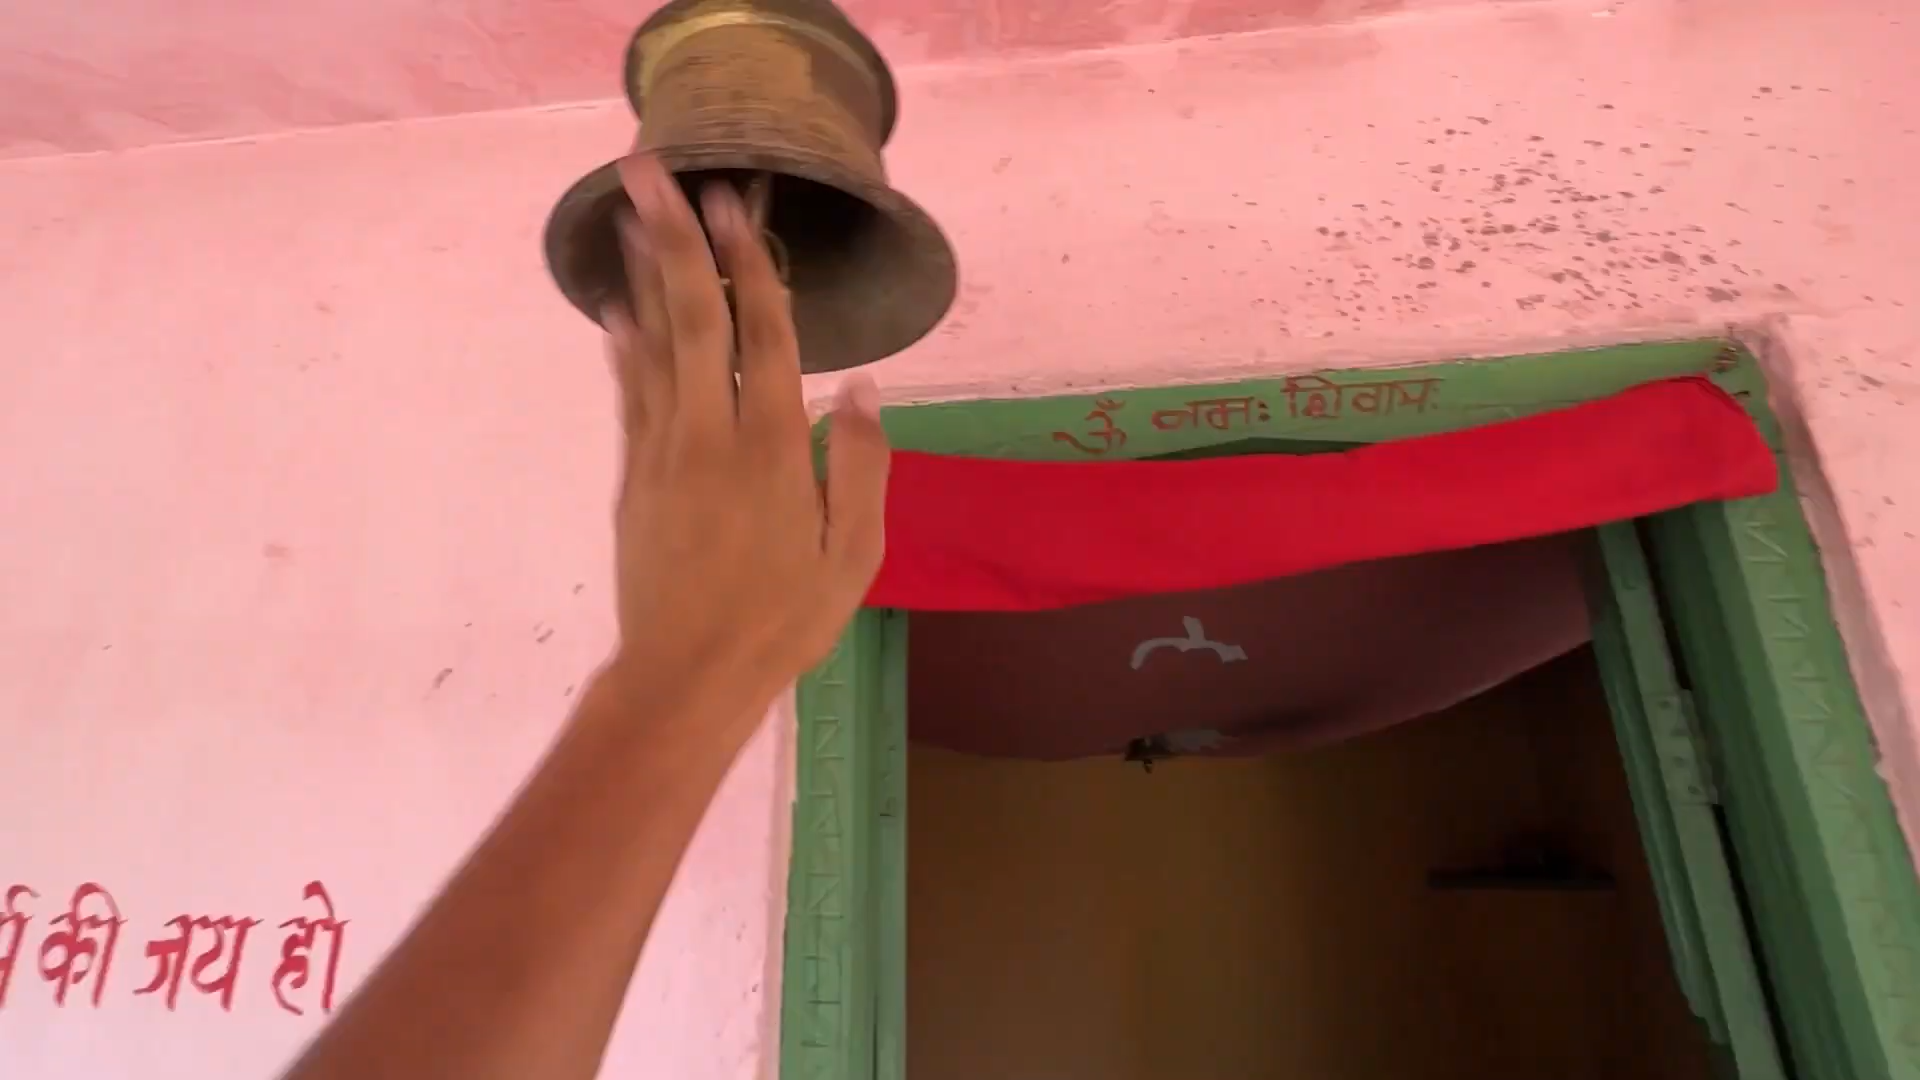 ॐ नमः शिवायः
की जय हो